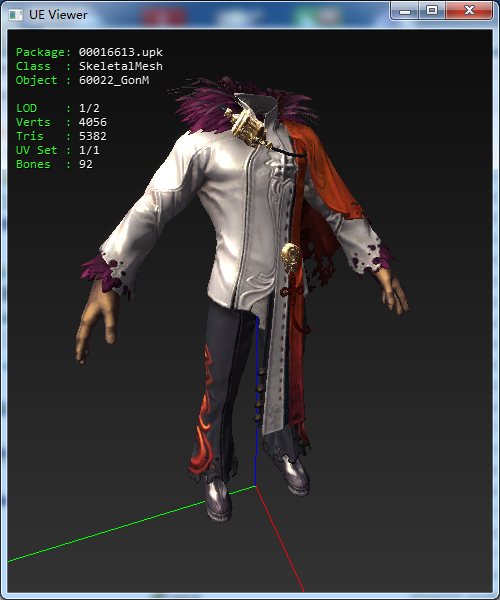 UE Viewer
Package: 00016613.upk
Class : SkeletalMesh
Object : 60022_GonM
LOD : 1/2
Verts : 4056
Tris : 5382
UV Set : 1/1
Bones : 92